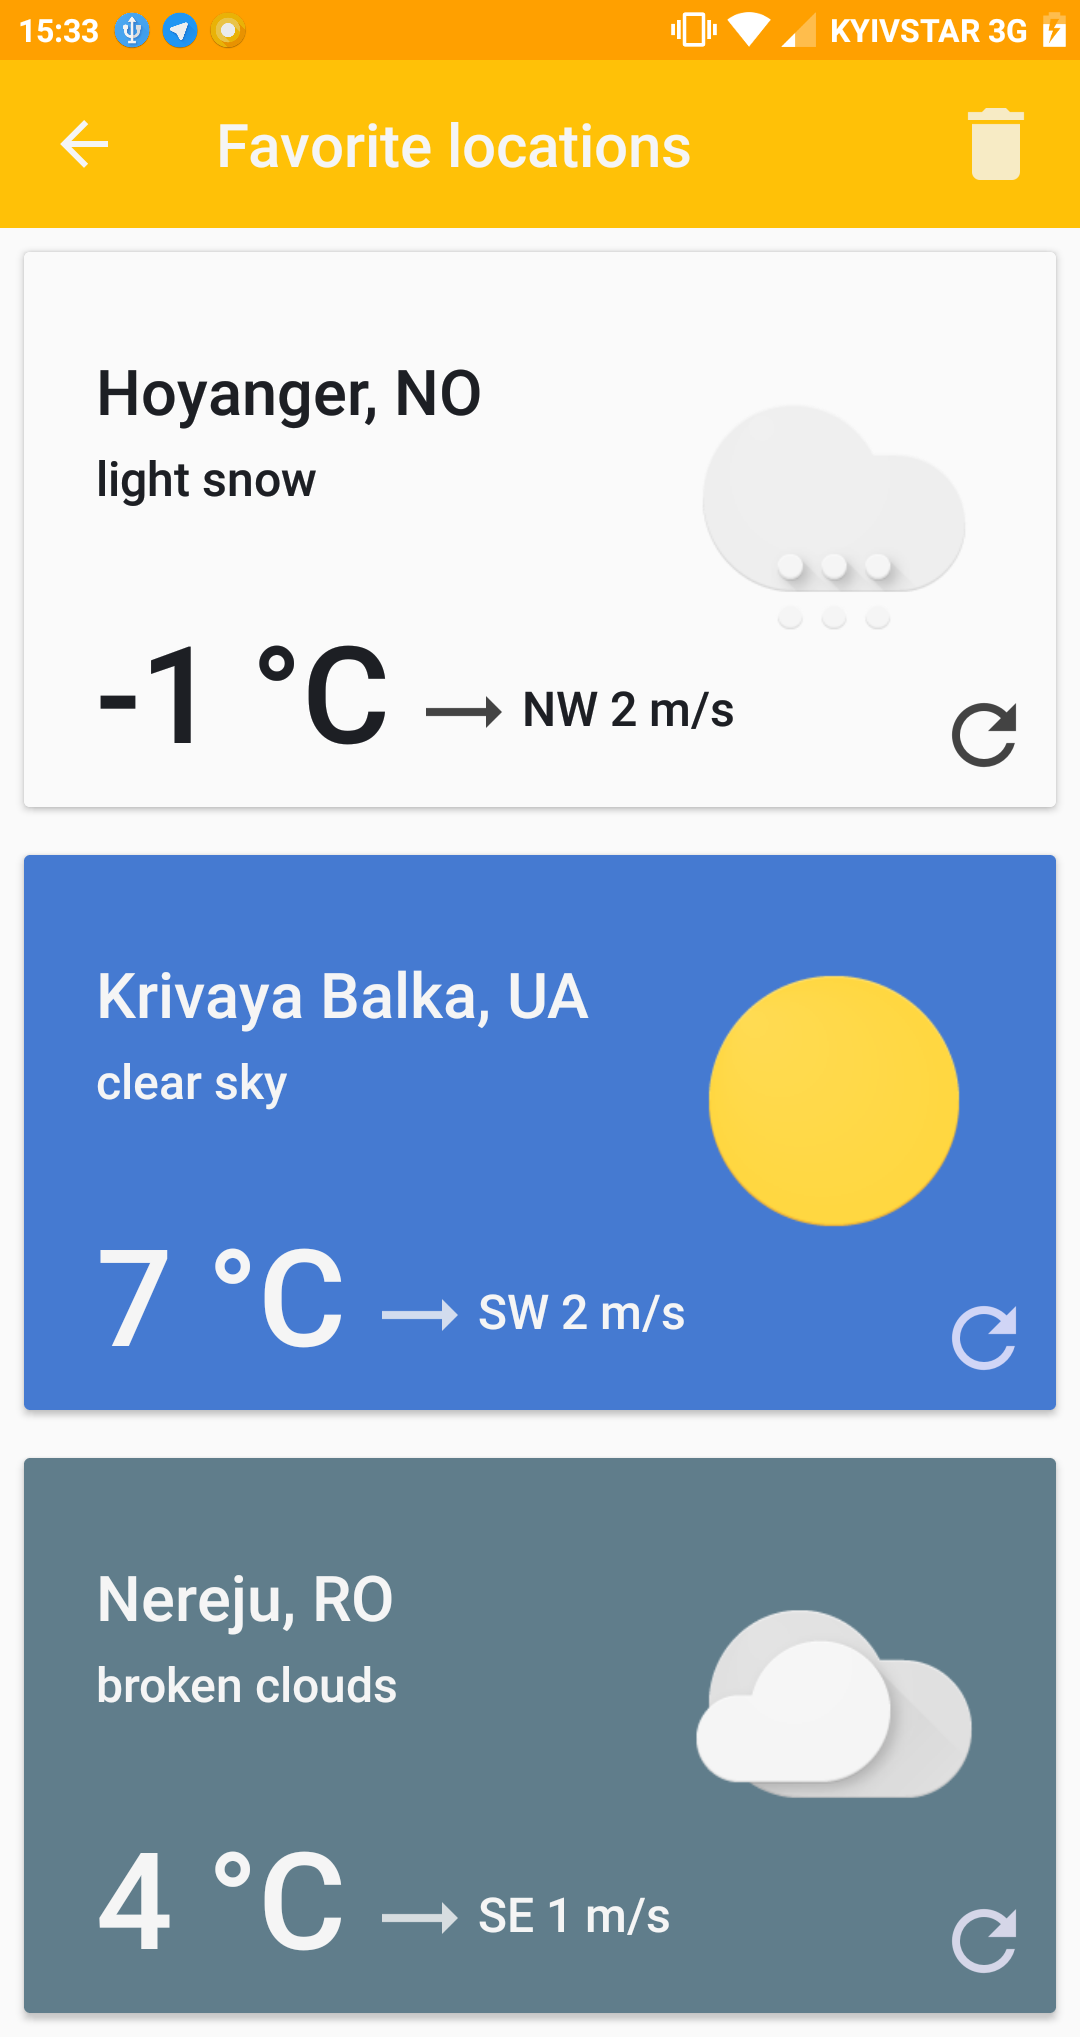 15:33 KYIVSTAR 3G
Favorite locations
Hoyanger, NO
light snow
-1 °C NW 2 m/s
Krivaya Balka, UA
clear sky
7 °C SW 2 m/s
Nereju, RO
broken clouds
4 °C SE 1 m/s